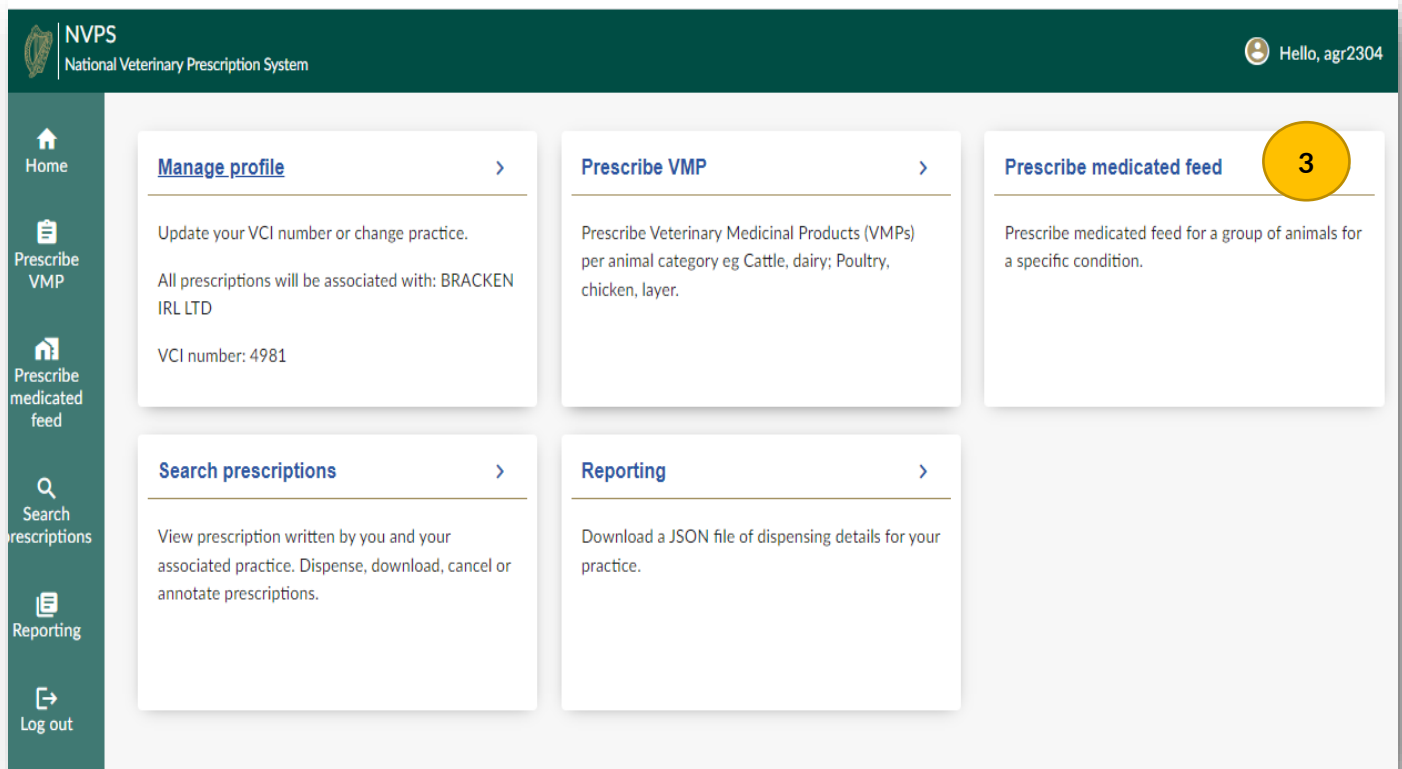 NVPS
National Veterinary Prescription System
Hello, agr2304
Home
Prescribe
VMP
Prescribe
medicated
feed
Search
prescriptions
Reporting
Log out
Manage profile
Update your VCI number or change practice.
All prescriptions will be associated with: BRACKEN
IRL LTD
VCI number: 4981
Prescribe VMP
Prescribe Veterinary Medicinal Products (VMPs)
per animal category eg Cattle, dairy; Poultry,
chicken, layer.
Prescribe medicated feed
3
Prescribe medicated feed for a group of animals for
a specific condition.
Search prescriptions
View prescription written by you and your
associated practice. Dispense, download, cancel or
annotate prescriptions.
Reporting
Download a JSON file of dispensing details for your
practice.